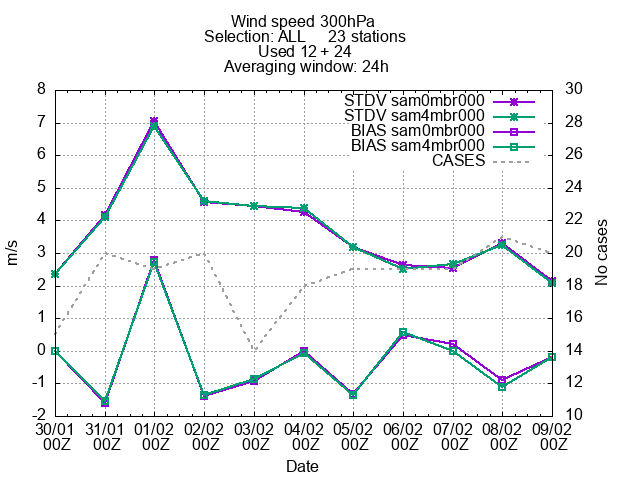 Wind speed 300hPa
Selection: ALL 23 stations
Used 12 + 24
Averaging window: 24h
8 30
STDV sam0mbr000
7 28
STDV sam4mbr000
BIAS sam0mbr000
6 26
BIAS sam4mbr000
CASES
5 24
4 22
m/s
3 20
No cases
2 18
1 16
0 14
-1 12
-2 10
30/01 31/01 01/02 02/02 03/02 04/02 05/02 06/02 07/02 08/02 09/02
00Z 00Z 00Z 00Z 00Z 00Z 00Z 00Z 00Z 00Z 00Z
Date